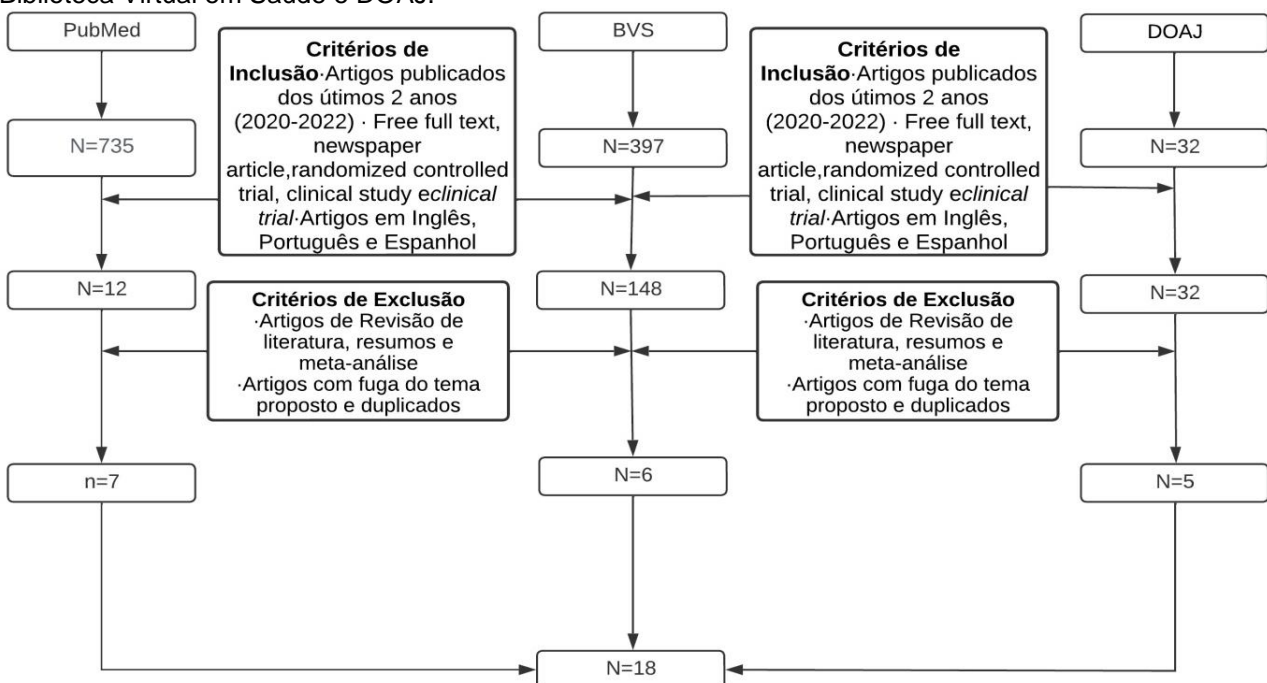 Biblioteca Virtual em Saúde e DOAJ.
PubMed
BVS
DOAJ
Critérios de
Inclusão·Artigos publicados
dos útimos 2 anos
(2020-2022) · Free full text,
newspaper
article,randomized controlled
trial, clinical study eclinical
trial·Artigos em Inglês,
Português e Espanhol
Critérios de
Inclusão·Artigos publicados
dos útimos 2 anos
(2020-2022) · Free full text,
newspaper
article,randomized controlled
trial, clinical study eclinical
trial·Artigos em Inglês,
Português e Espanhol
N=735
N=397
N=32
N=12
N=148
N=32
Critérios de Exclusão
·Artigos de Revisão de
literatura, resumos e
meta-análise
·Artigos com fuga do tema
proposto e duplicados
Critérios de Exclusão
·Artigos de Revisão de
literatura, resumos e
meta-análise
·Artigos com fuga do tema
proposto e duplicados
n=7
N=6
N=5
N=18